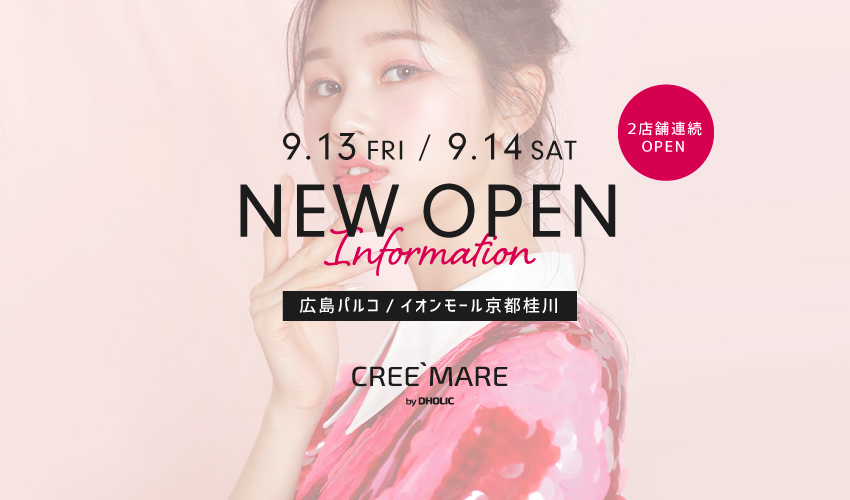 9.13 FRI / 9.14 SAT
2店舗連続
OPEN
NEW OPEN
Information
広島パルコ / イオンモール京都桂川
CREE`MARE
by DHOLIC